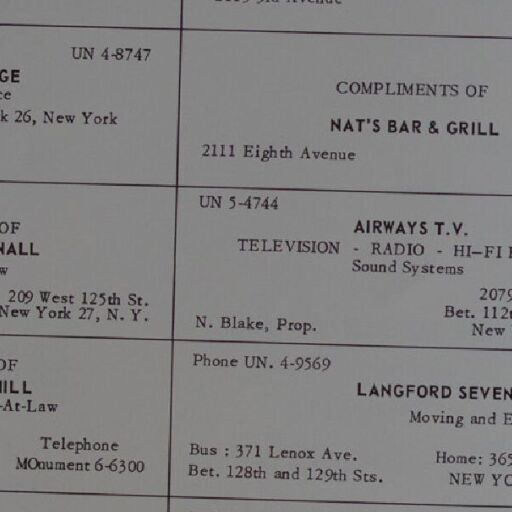 UN 4-8747
GE
ce
k 26, New York
OF
NALL
w
209 West 125th St.
New York 27, N. Y.
OF
HILL
-At-Law
Telephone
MOnument 6-6300
3rd Avenue
COMPLIMENTS OF
NAT'S BAR & GRILL
2111 Eighth Avenue
UN 5-4744
AIRWAYS T.V.
TELEVISION - RADIO - HI-FI
Sound Systems
2079
Bet. 112
New
N. Blake, Prop.
Phone UN. 4-9569
LANGFORD SEVEN
Moving and E
Bus : 371 Lenox Ave.
Home: 365
Bet. 128th and 129th Sts.
NEW YO